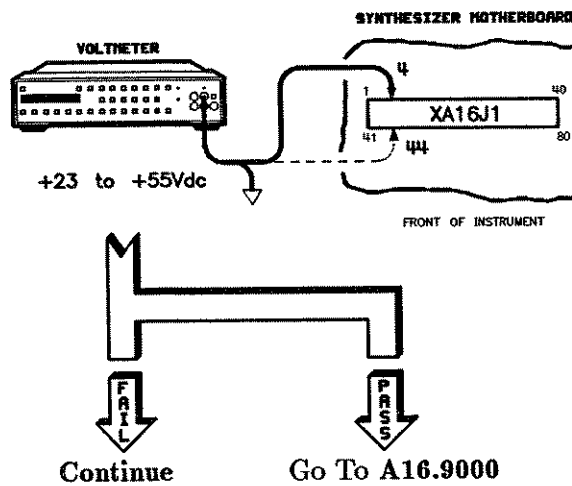 SYNTHESIZER MOTHERBOARD
VOLTMETER
4
1
40
XA16J1
41
44
80
+23 to +55Vdc
FRONT OF INSTRUMENT
FAIL
PASS
Continue
Go To A16.9000